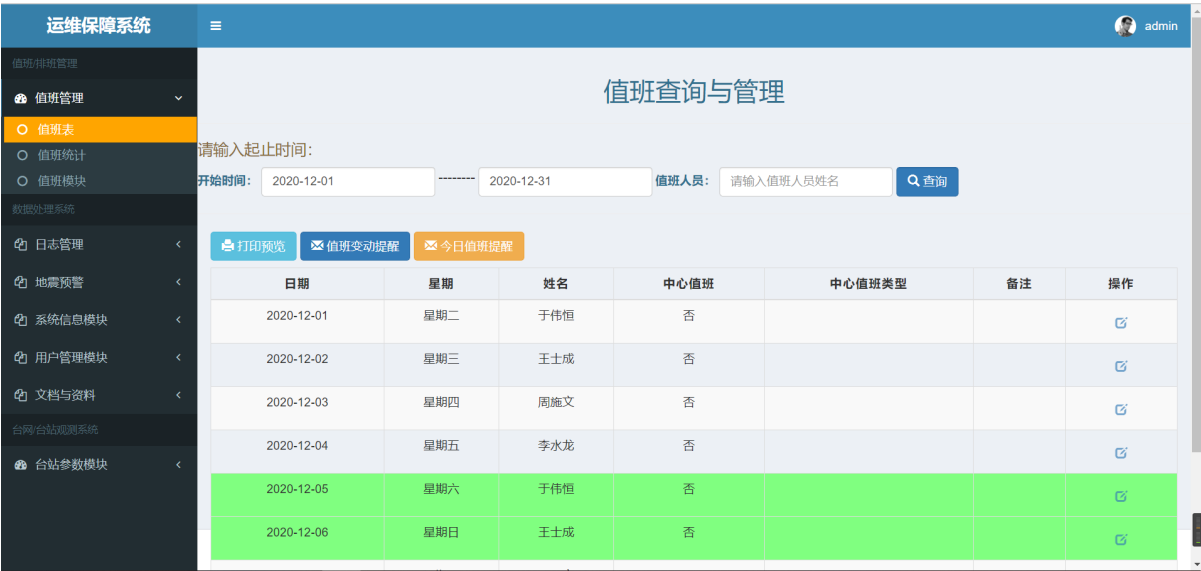 运维保障系统
admin
值班/排班管理
值班管理
值班表
值班统计
值班模块
数据处理系统
日志管理
地震预警
系统信息模块
用户管理模块
文档与资料
台网/台站观测系统
台站参数模块
值班查询与管理
请输入起止时间：
开始时间： 2020-12-01 -------- 2020-12-31 值班人员： 请输入值班人员姓名 查询
打印预览 值班变动提醒 今日值班提醒
日期 星期 姓名 中心值班 中心值班类型 备注 操作
2020-12-01 星期二 于伟恒 否
2020-12-02 星期三 王士成 否
2020-12-03 星期四 周施文 否
2020-12-04 星期五 李水龙 否
2020-12-05 星期六 于伟恒 否
2020-12-06 星期日 王士成 否